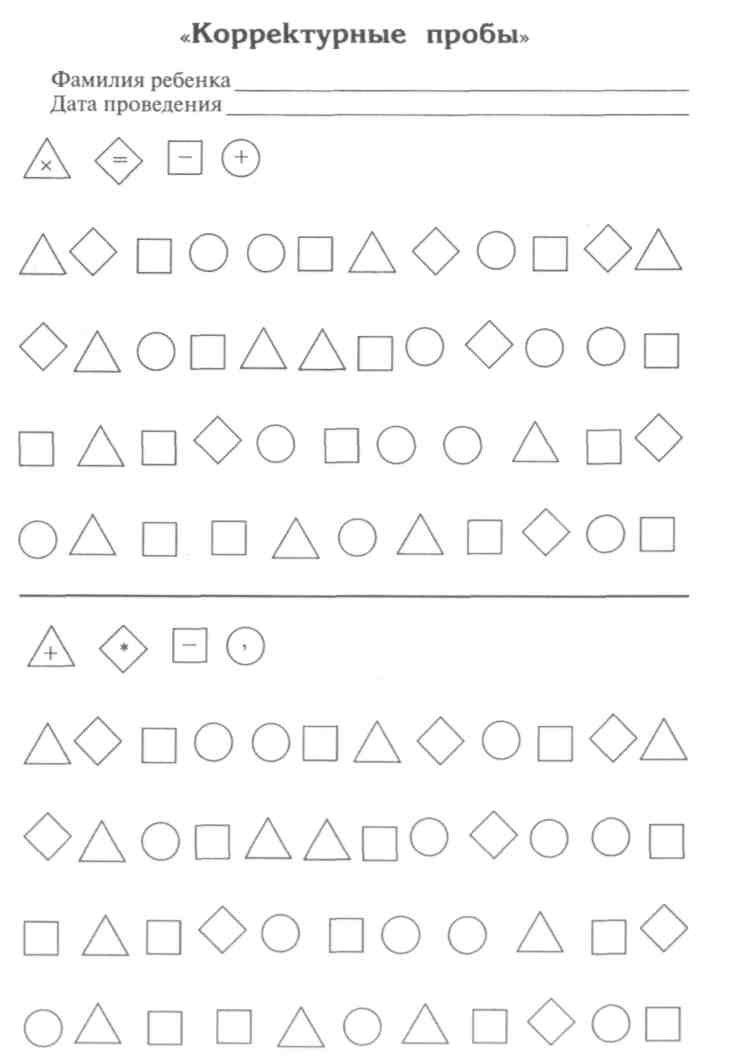 «Корректурные пробы»
Фамилия ребенка
Дата проведения
× = − +
+ * − ,